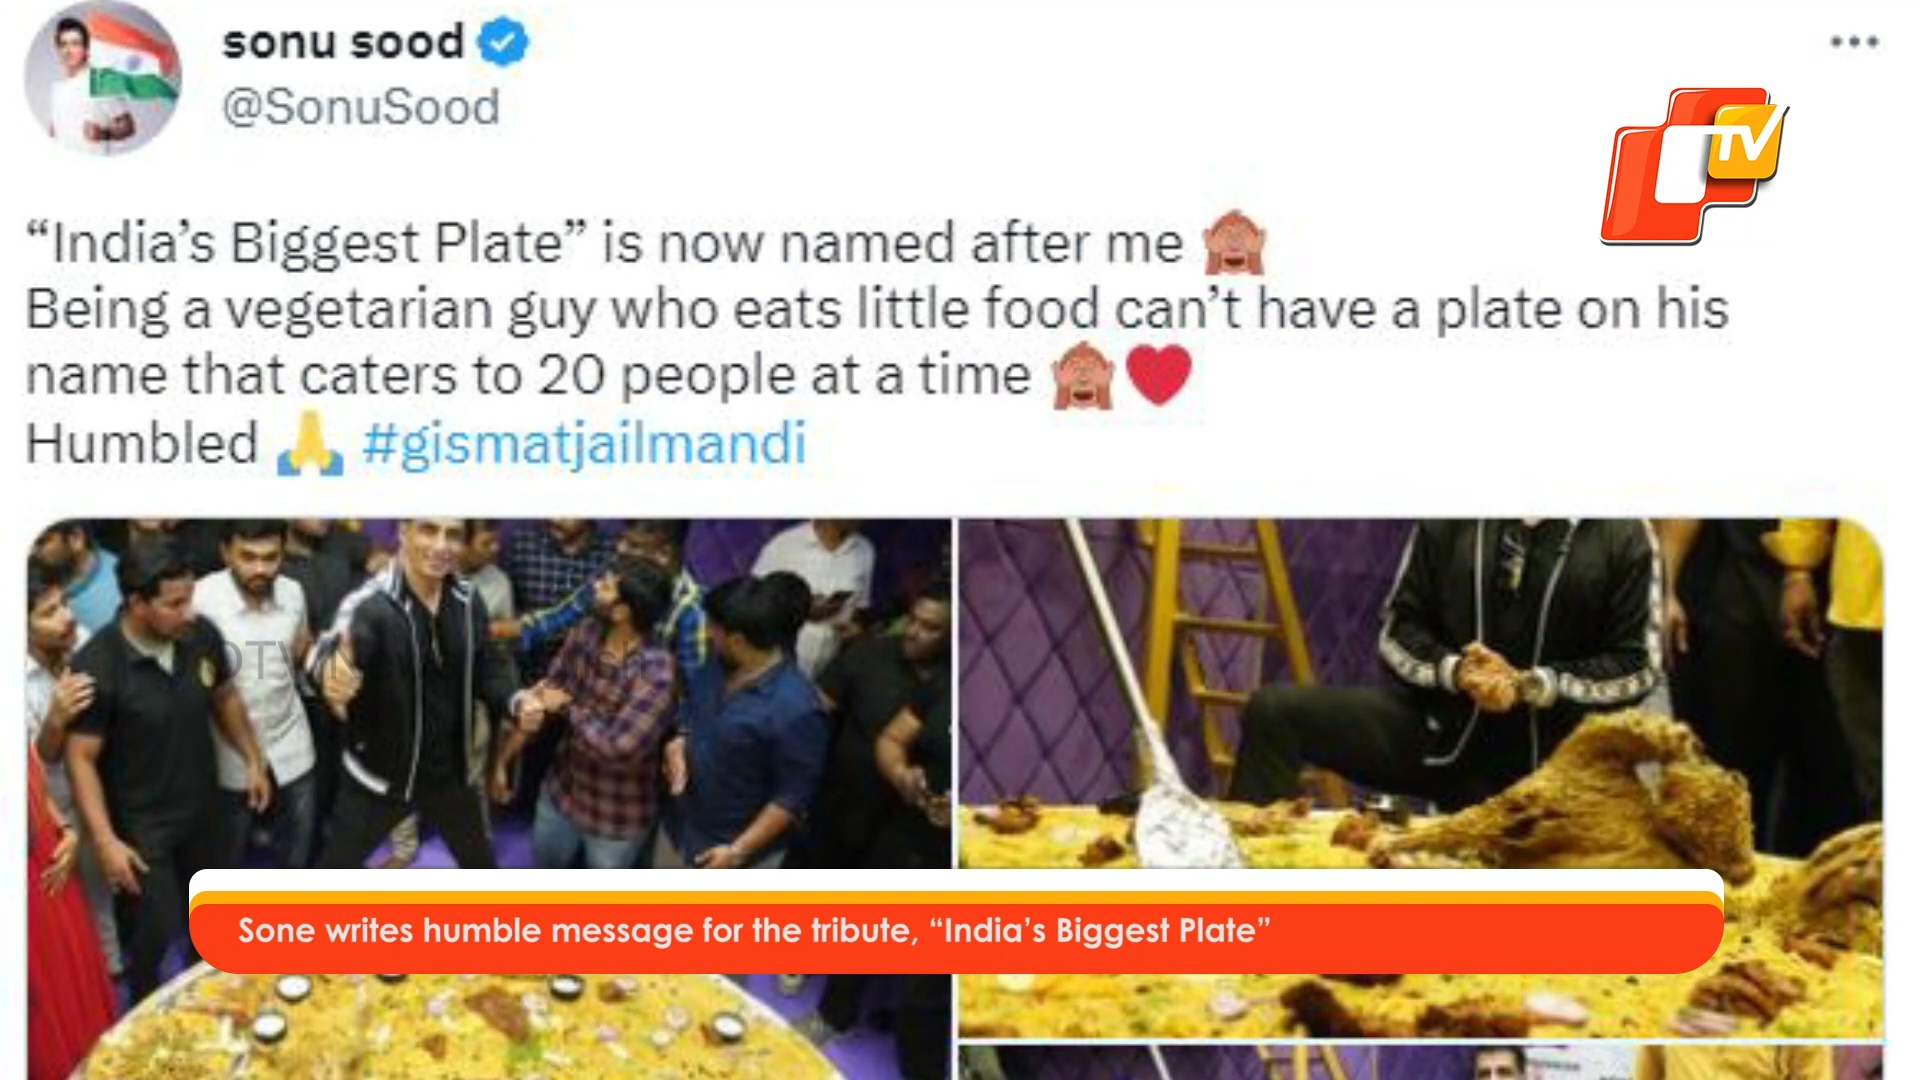 sonu sood
@SonuSood
TV
“India’s Biggest Plate” is now named after me 🙈
Being a vegetarian guy who eats little food can’t have a plate on his
name that caters to 20 people at a time 🙈❤️
Humbled 🙏 #gismatjailmandi
OTV
Sone writes humble message for the tribute, “India’s Biggest Plate”